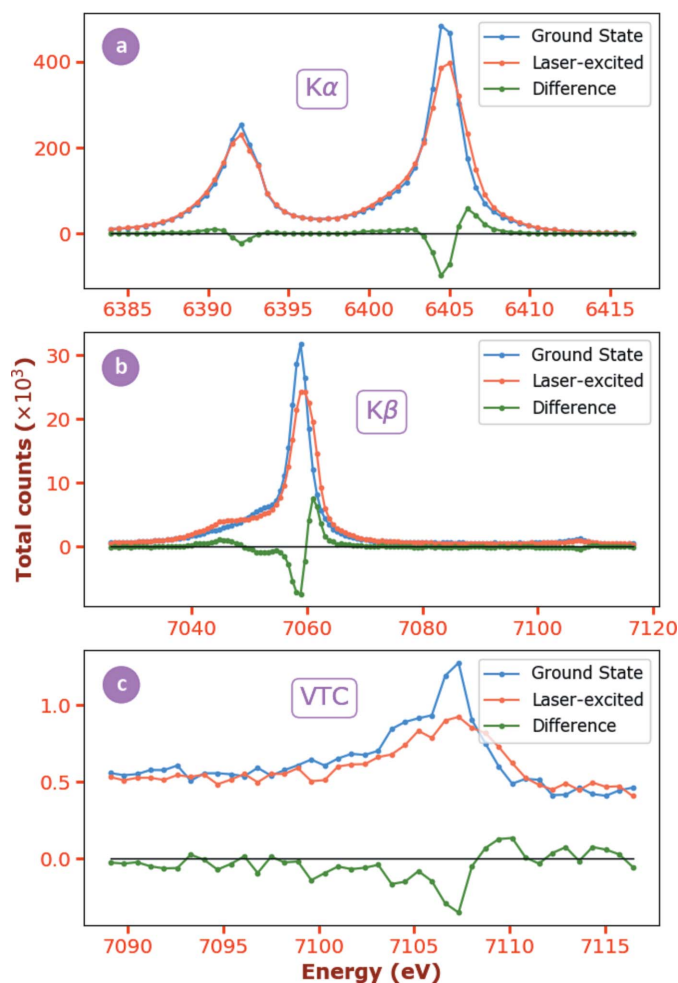 a
Kα
Ground State
Laser-excited
Difference
400
200
0
6385 6390 6395 6400 6405 6410 6415
b
Kβ
Ground State
Laser-excited
Difference
30
20
10
0
7040 7060 7080 7100 7120
Total counts (×10³)
c
VTC
Ground State
Laser-excited
Difference
1.0
0.5
0.0
7090 7095 7100 7105 7110 7115
Energy (eV)